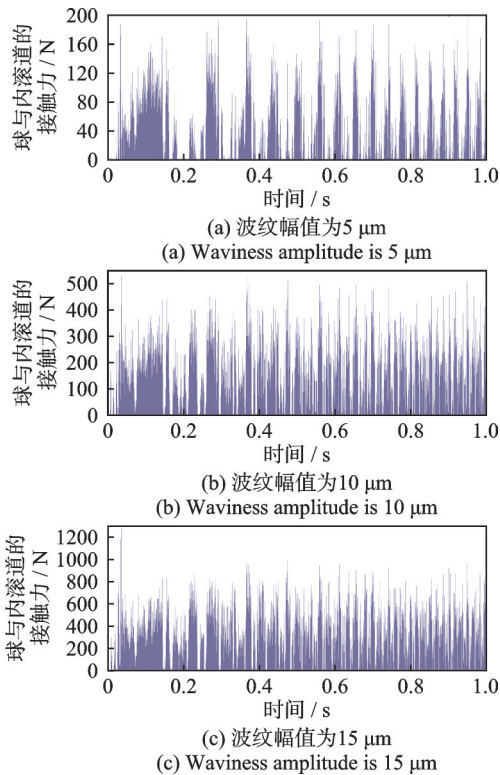 球与内滚道的
接触力 / N
200
160
120
80
40
0
0 0.2 0.4 0.6 0.8 1.0
时间 / s
(a) 波纹幅值为5 μm
(a) Waviness amplitude is 5 μm
球与内滚道的
接触力 / N
500
400
300
200
100
0
0 0.2 0.4 0.6 0.8 1.0
时间 / s
(b) 波纹幅值为10 μm
(b) Waviness amplitude is 10 μm
球与内滚道的
接触力 / N
1200
1000
800
600
400
200
0
0 0.2 0.4 0.6 0.8 1.0
时间 / s
(c) 波纹幅值为15 μm
(c) Waviness amplitude is 15 μm